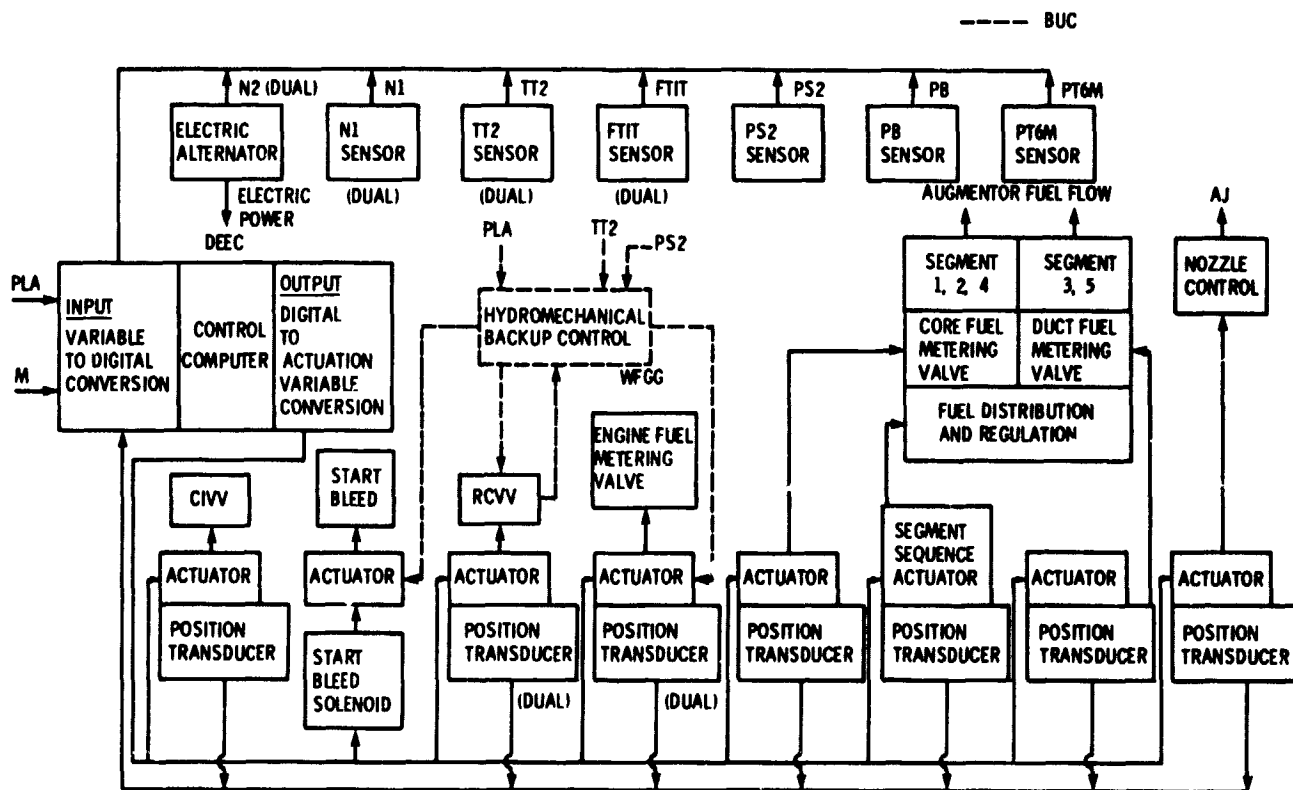 BUC
N2 (DUAL)
N1
TT2
FTIT
PS2
PB
PT6M
ELECTRIC
ALTERNATOR
N1
SENSOR
(DUAL)
TT2
SENSOR
(DUAL)
FTIT
SENSOR
(DUAL)
PS2
SENSOR
PB
SENSOR
PT6M
SENSOR
ELECTRIC
POWER
DEEC
AUGMENTOR FUEL FLOW
AJ
PLA
TT2
PS2
PLA
M
INPUT
VARIABLE
TO DIGITAL
CONVERSION
CONTROL
COMPUTER
OUTPUT
DIGITAL
TO
ACTUATION
VARIABLE
CONVERSION
HYDROMECHANICAL
BACKUP CONTROL
WFGG
SEGMENT
1, 2, 4
SEGMENT
3, 5
NOZZLE
CONTROL
CORE FUEL
METERING
VALVE
DUCT FUEL
METERING
VALVE
FUEL DISTRIBUTION
AND REGULATION
CIVV
START
BLEED
RCVV
ENGINE FUEL
METERING
VALVE
ACTUATOR
POSITION
TRANSDUCER
ACTUATOR
START
BLEED
SOLENOID
ACTUATOR
POSITION
TRANSDUCER
(DUAL)
ACTUATOR
POSITION
TRANSDUCER
(DUAL)
ACTUATOR
POSITION
TRANSDUCER
SEGMENT
SEQUENCE
ACTUATOR
POSITION
TRANSDUCER
ACTUATOR
POSITION
TRANSDUCER
ACTUATOR
POSITION
TRANSDUCER